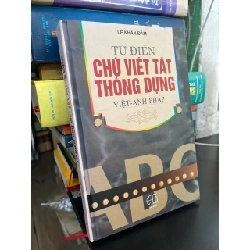 TỪ ĐIỂN
CHỮ VIẾT TẮT
THÔNG DỤNG
VIỆT-ANH-PHÁP
ABC